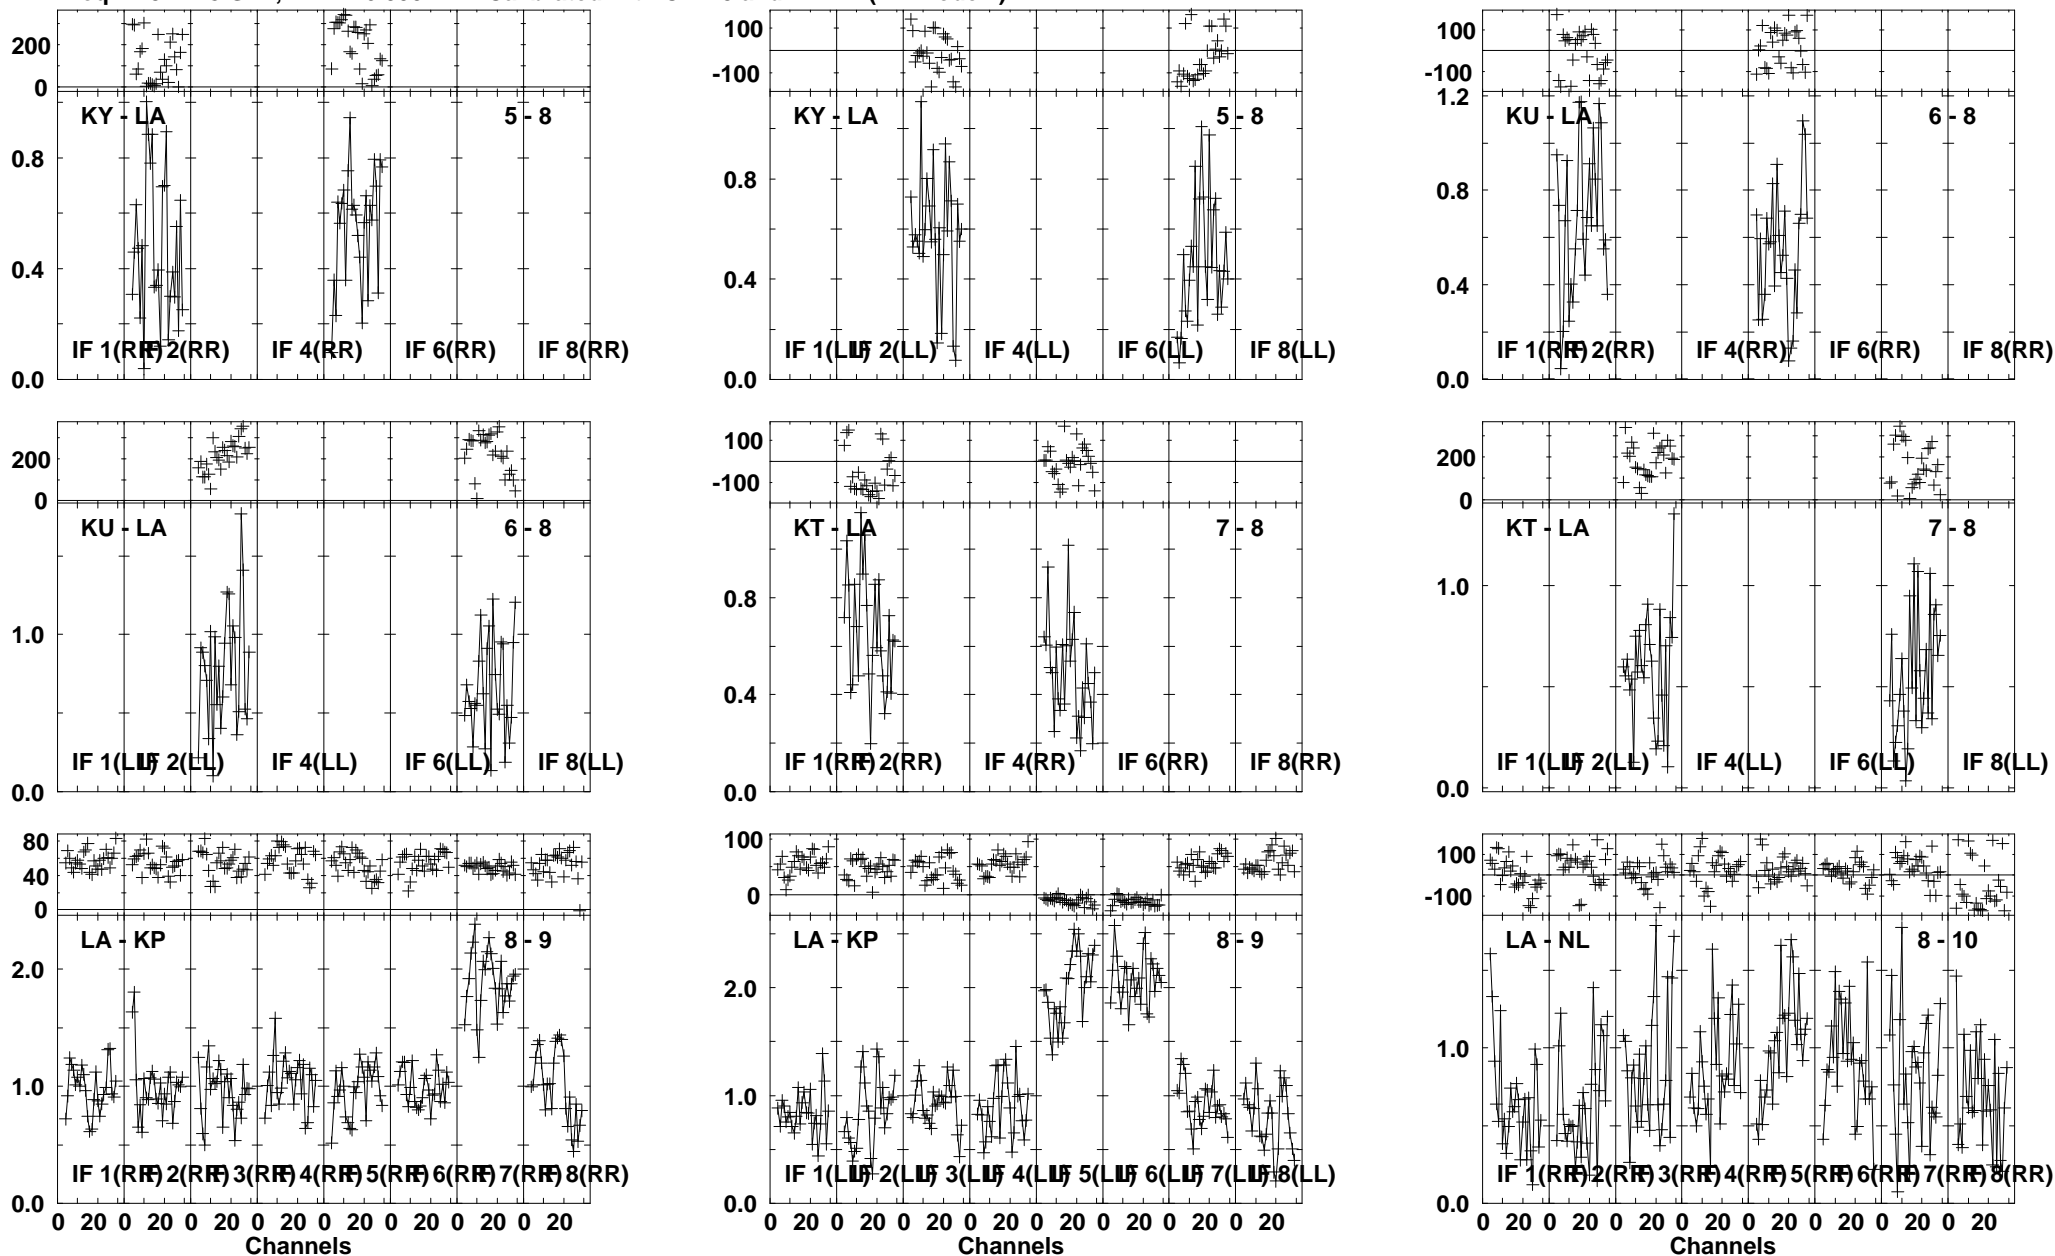 200
0
KY - LA
5 - 8
0.8
0.4
0.0
IF 1(RR)
IF 2(RR)
IF 4(RR)
IF 6(RR)
IF 8(RR)
100
-100
KY - LA
5 - 8
0.8
0.4
0.0
IF 1(LL)
IF 2(LL)
IF 4(LL)
IF 6(LL)
IF 8(LL)
100
-100
1.2
KU - LA
6 - 8
0.8
0.4
0.0
IF 1(RR)
IF 2(RR)
IF 4(RR)
IF 6(RR)
IF 8(RR)
200
0
KU - LA
6 - 8
1.0
0.0
IF 1(LL)
IF 2(LL)
IF 4(LL)
IF 6(LL)
IF 8(LL)
100
-100
KT - LA
7 - 8
0.8
0.4
0.0
IF 1(RR)
IF 2(RR)
IF 4(RR)
IF 6(RR)
IF 8(RR)
200
0
KT - LA
7 - 8
1.0
0.0
IF 1(LL)
IF 2(LL)
IF 4(LL)
IF 6(LL)
IF 8(LL)
80
40
0
LA - KP
8 - 9
2.0
1.0
0.0
IF 1(RR)
IF 2(RR)
IF 3(RR)
IF 4(RR)
IF 5(RR)
IF 6(RR)
IF 7(RR)
IF 8(RR)
0 20 0 20 0 20 0 20 0 20 0 20 0 20 0 20
Channels
100
0
LA - KP
8 - 9
2.0
1.0
0.0
IF 1(LL)
IF 2(LL)
IF 3(LL)
IF 4(LL)
IF 5(LL)
IF 6(LL)
IF 7(LL)
IF 8(LL)
0 20 0 20 0 20 0 20 0 20 0 20 0 20 0 20
Channels
100
-100
LA - NL
8 - 10
1.0
0.0
IF 1(RR)
IF 2(RR)
IF 3(RR)
IF 4(RR)
IF 5(RR)
IF 6(RR)
IF 7(RR)
IF 8(RR)
0 20 0 20 0 20 0 20 0 20 0 20 0 20 0 20
Channels